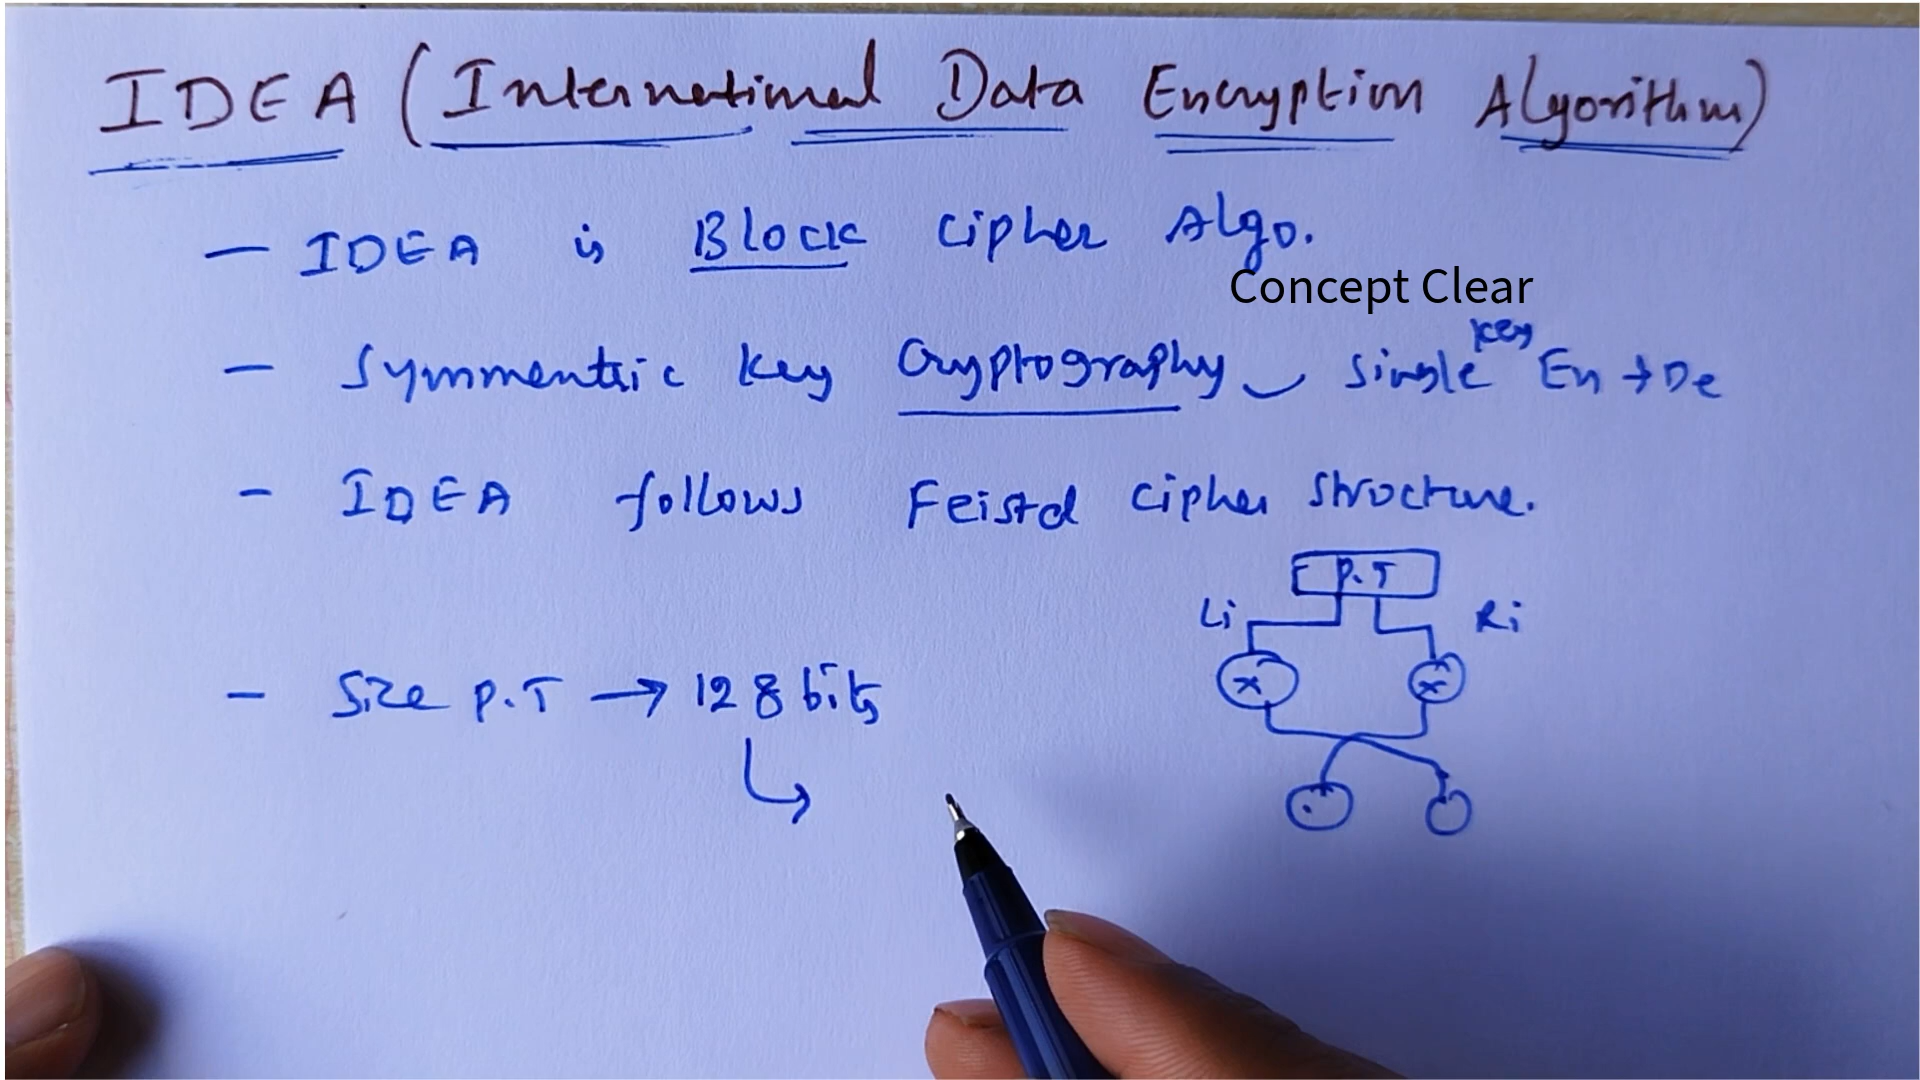 IDEA (International Data Encryption Algorithm)
– IDEA is Block cipher Algo.
Concept Clear
– Symmentric key Cryptography – single key En → De
– IDEA follows Feistel cipher structure.
P.T
Li Ri
– Size P.T → 128 bits